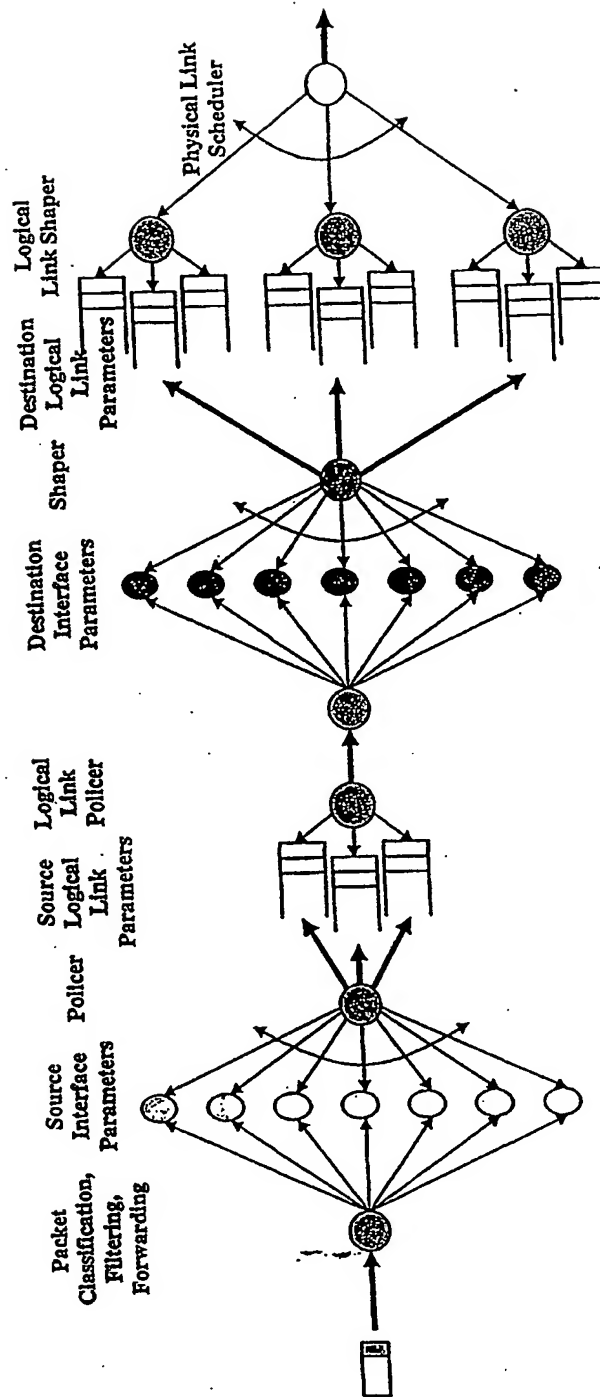 Packet
Classification,
Filtering,
Forwarding
Source
Interface
Parameters
Policer
Source
Logical
Link
Parameters
Logical
Link
Policer
Destination
Interface
Parameters
Shaper
Destination
Logical
Link
Parameters
Logical
Link Shaper
Physical Link
Scheduler